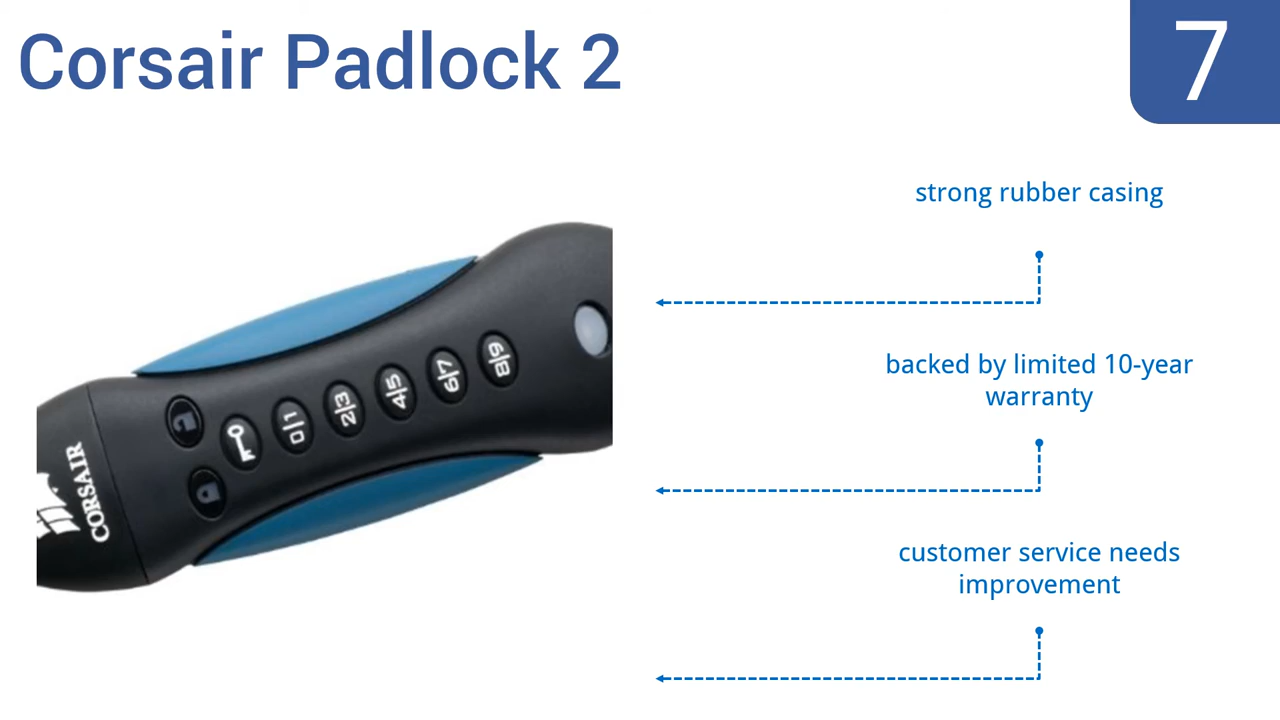 Corsair Padlock 2
7
strong rubber casing
backed by limited 10-year
warranty
customer service needs
improvement
CORSAIR
0|1
2|3
4|5
6|7
8|9